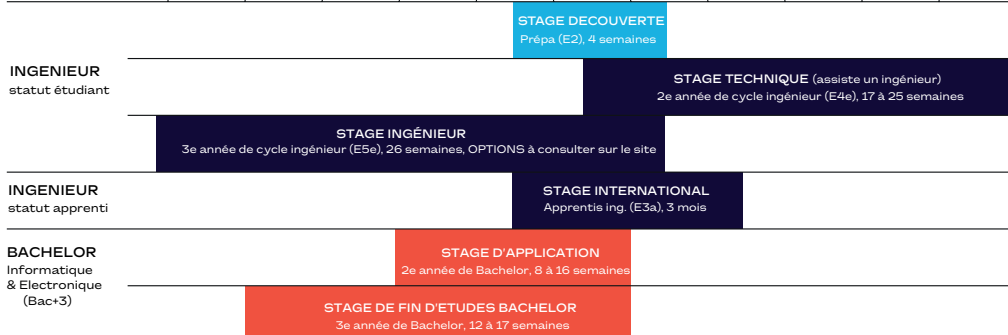 STAGE DECOUVERTE
Prépa (E2), 4 semaines
INGENIEUR
statut étudiant
STAGE TECHNIQUE (assiste un ingénieur)
2e année de cycle ingénieur (E4e), 17 à 25 semaines
STAGE INGÉNIEUR
3e année de cycle ingénieur (E5e), 26 semaines, OPTIONS à consulter sur le site
INGENIEUR
statut apprenti
STAGE INTERNATIONAL
Apprentis ing. (E3a), 3 mois
BACHELOR
Informatique
& Electronique
(Bac+3)
STAGE D'APPLICATION
2e année de Bachelor, 8 à 16 semaines
STAGE DE FIN D'ETUDES BACHELOR
3e année de Bachelor, 12 à 17 semaines